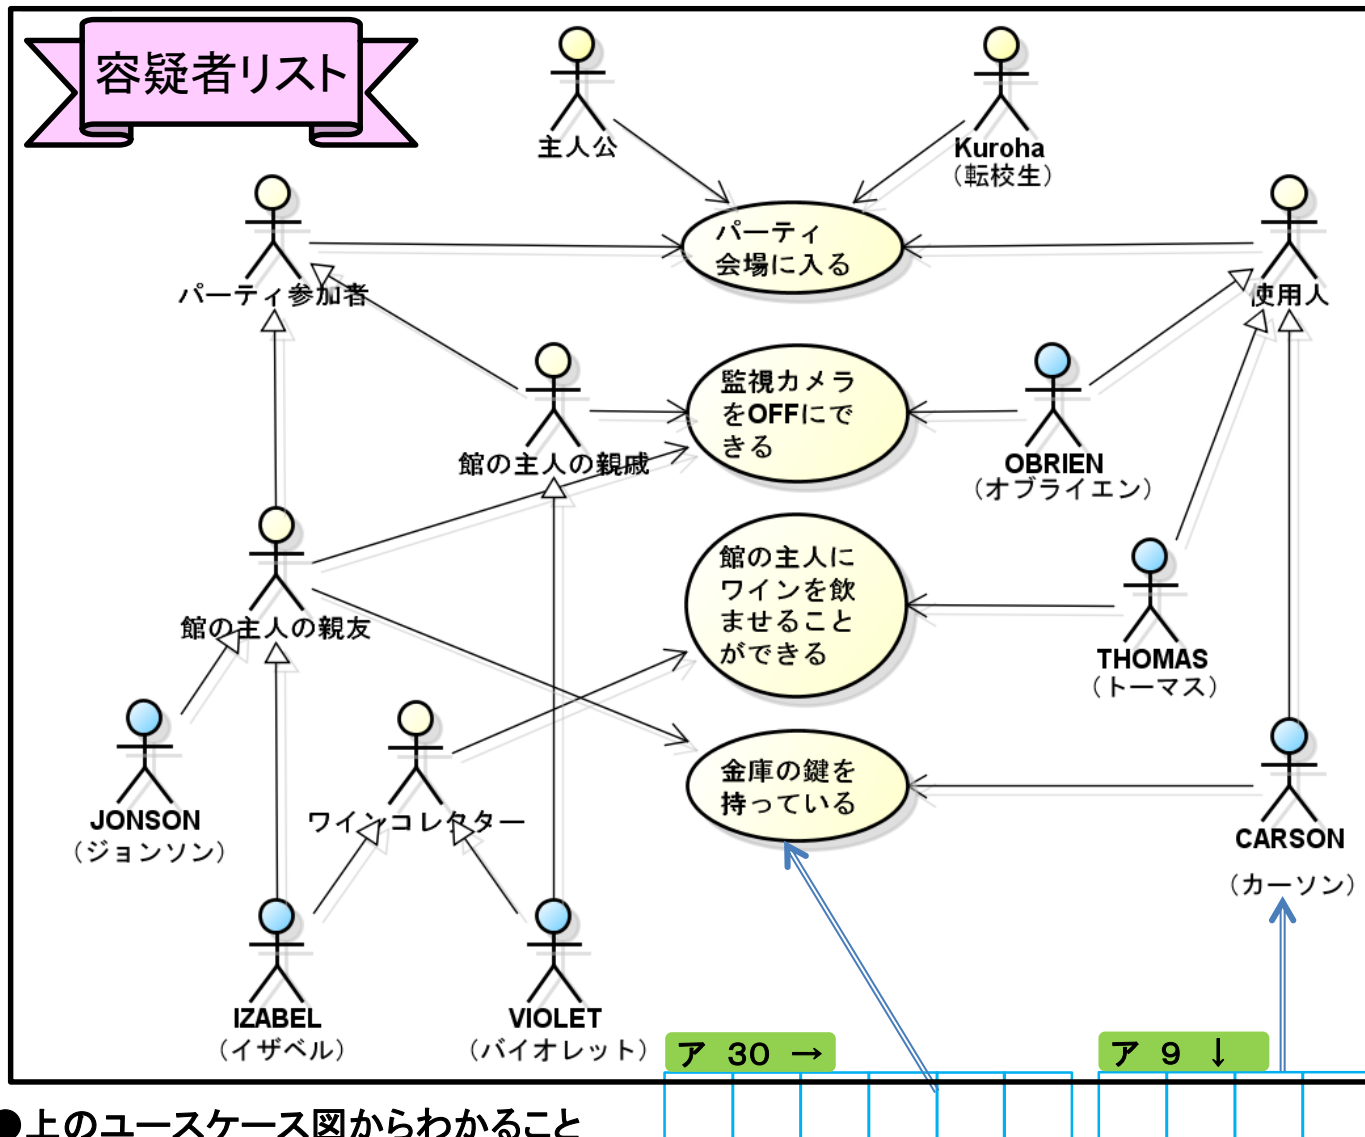 容疑者リスト
主人公
Kuroha
（転校生）
パーティ
会場に入る
パーティ参加者
使用人
監視カメラ
をOFFにで
きる
館の主人の親戚
OBRIEN
（オブライエン）
館の主人に
ワインを飲
ませること
ができる
館の主人の親友
THOMAS
（トーマス）
金庫の鍵を
持っている
JONSON
（ジョンソン）
ワインコレクター
CARSON
（カーソン）
IZABEL
（イザベル）
VIOLET
（バイオレット）
ア 30 →
ア 9 ↓
●上のユースケース図からわかること